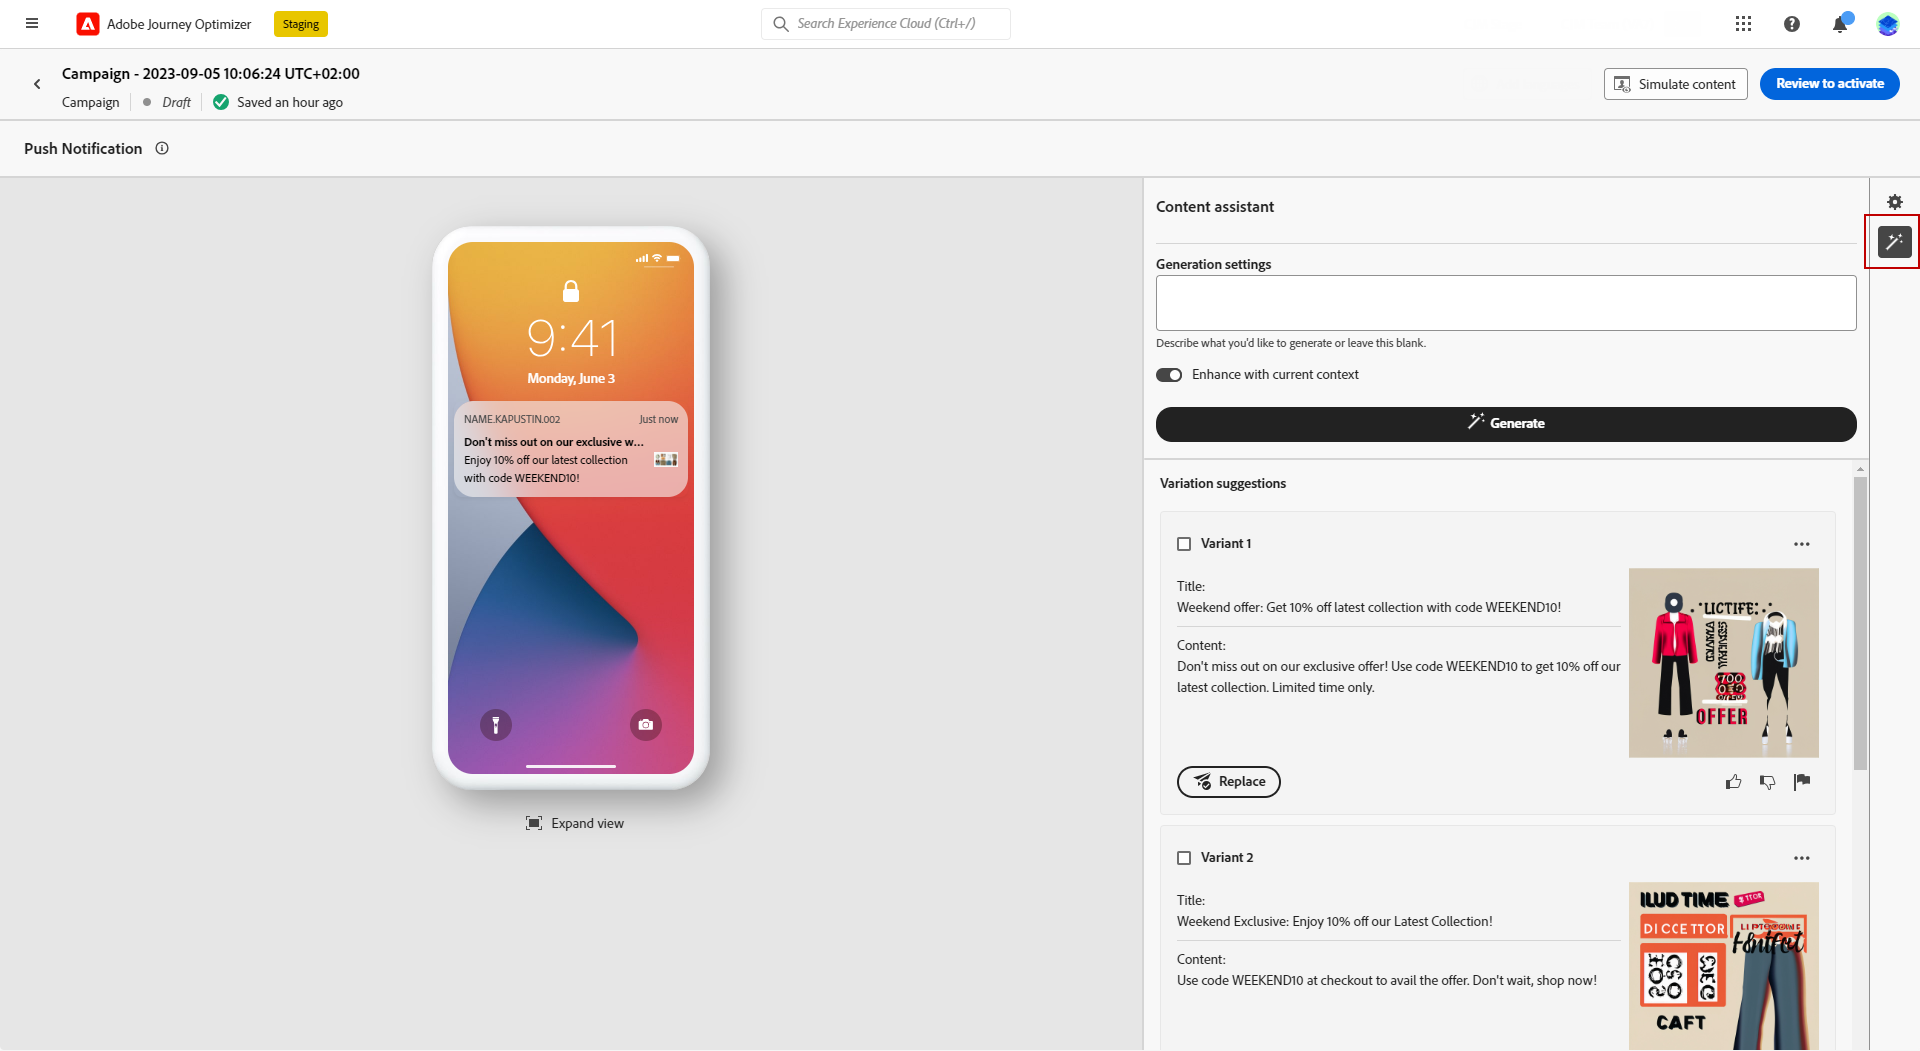 Adobe Journey Optimizer
Staging
Search Experience Cloud (Ctrl+/)
Campaign - 2023-09-05 10:06:24 UTC+02:00
Campaign
Draft
Saved an hour ago
Simulate content
Review to activate
Push Notification
9:41
Monday, June 3
NAME.KAPUSTIN.002
Just now
Don't miss out on our exclusive w...
Enjoy 10% off our latest collection
with code WEEKEND10!
Expand view
Content assistant
Generation settings
Describe what you'd like to generate or leave this blank.
Enhance with current context
Generate
Variation suggestions
Variant 1
Title:
Weekend offer: Get 10% off latest collection with code WEEKEND10!
Content:
Don't miss out on our exclusive offer! Use code WEEKEND10 to get 10% off our
latest collection. Limited time only.
UCTIFE:
OFFER
Replace
Variant 2
Title:
Weekend Exclusive: Enjoy 10% off our Latest Collection!
Content:
Use code WEEKEND10 at checkout to avail the offer. Don't wait, shop now!
ILUD TIME
DICCETTOR
CAFT